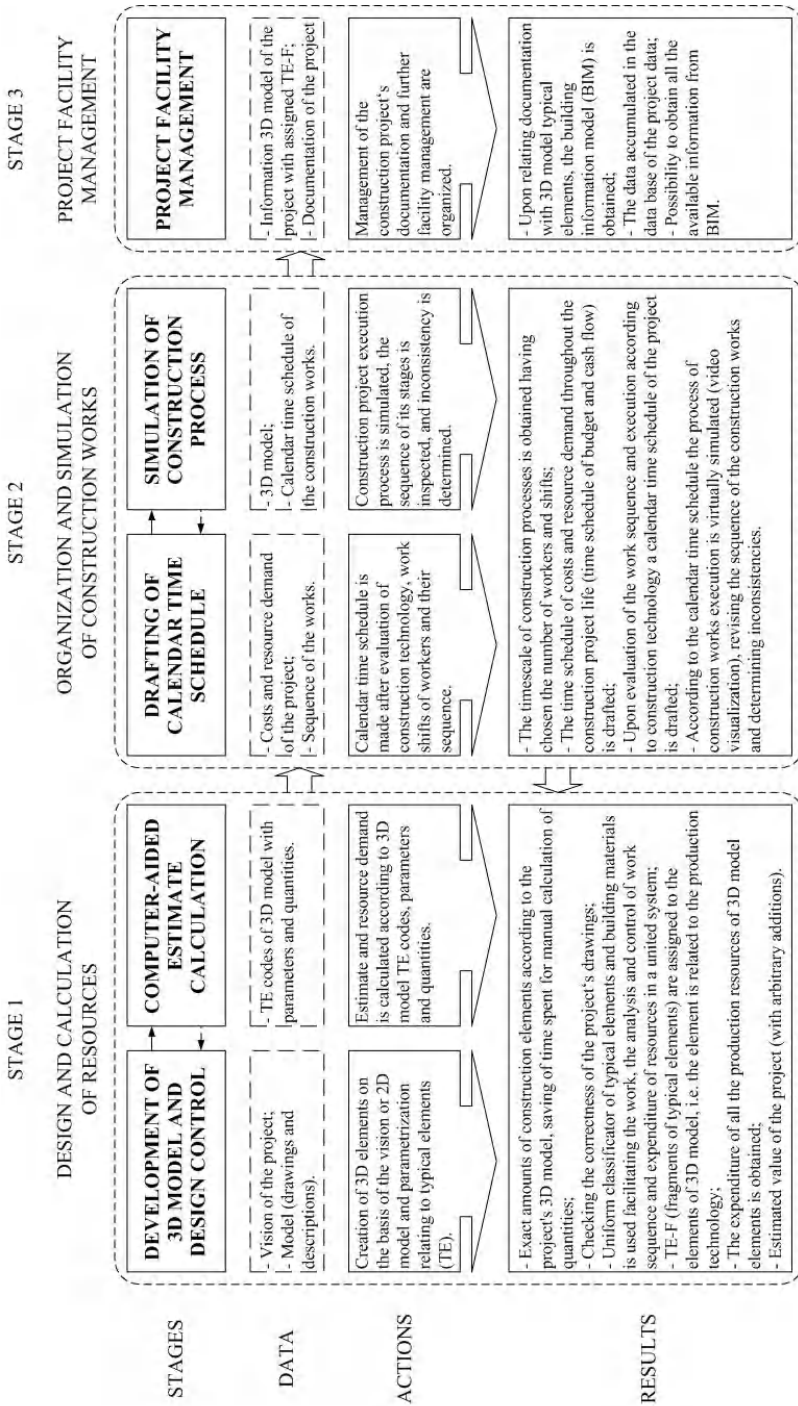 STAGE 1
DESIGN AND CALCULATION
OF RESOURCES
STAGE 2
ORGANIZATION AND SIMULATION
OF CONSTRUCTION WORKS
STAGE 3
PROJECT FACILITY
MANAGEMENT
STAGES
DEVELOPMENT OF
3D MODEL AND
DESIGN CONTROL
COMPUTER-AIDED
ESTIMATE
CALCULATION
DRAFTING OF
CALENDAR TIME
SCHEDULE
SIMULATION OF
CONSTRUCTION
PROCESS
PROJECT FACILITY
MANAGEMENT
DATA
- Vision of the project;
- Model (drawings and
descriptions).
- TE codes of 3D model with
parameters and quantities.
- Costs and resource demand
of the project;
- Sequence of the works.
- 3D model;
- Calendar time schedule of
the construction works.
- Information 3D model of the
project with assigned TE-F;
- Documentation of the project
ACTIONS
Creation of 3D elements on
the basis of the vision or 2D
model and parametrization
relating to typical elements
(TE).
Estimate and resource demand
is calculated according to 3D
model TE codes, parameters
and quantities.
Calendar time schedule is
made after evaluation of
construction technology, work
shifts of workers and their
sequence.
Construction project execution
process is simulated, the
sequence of its stages is
inspected, and inconsistency is
determined.
Management of the
construction project's
documentation and further
facility management are
organized.
RESULTS
- Exact amounts of construction elements according to the
project's 3D model, saving of time spent for manual calculation of
quantities;
- Checking the correctness of the project's drawings;
- Uniform classificator of typical elements and building materials
is used facilitating the work, the analysis and control of work
sequence and expenditure of resources in a united system;
- TE-F (fragments of typical elements) are assigned to the
elements of 3D model, i.e. the element is related to the production
technology;
- The expenditure of all the production resources of 3D model
elements is obtained;
- Estimated value of the project (with arbitrary additions).
- The timescale of construction processes is obtained having
chosen the number of workers and shifts;
- The time schedule of costs and resource demand throughout the
construction project life (time schedule of budget and cash flow)
is drafted;
- Upon evaluation of the work sequence and execution according
to construction technology a calendar time schedule of the project
is drafted;
- According to the calendar time schedule the process of
construction works execution is virtually simulated (video
visualization), revising the sequence of the construction works
and determining inconsistencies.
- Upon relating documentation
with 3D model typical
elements, the building
information model (BIM) is
obtained;
- The data accumulated in the
data base of the project data;
- Possibility to obtain all the
available information from
BIM.